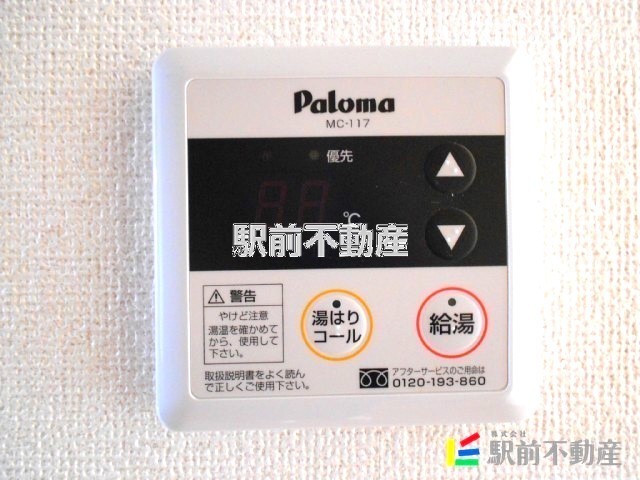 Paloma
MC-117
優先
℃
駅前不動産
警告
やけど注意
湯温を確かめて
から、使用して
下さい。
取扱説明書をよく読ん
で正しくご使用下さい。
湯はり
コール
給湯
アフターサービスのご用命は
0120-193-860
株式会社
駅前不動産